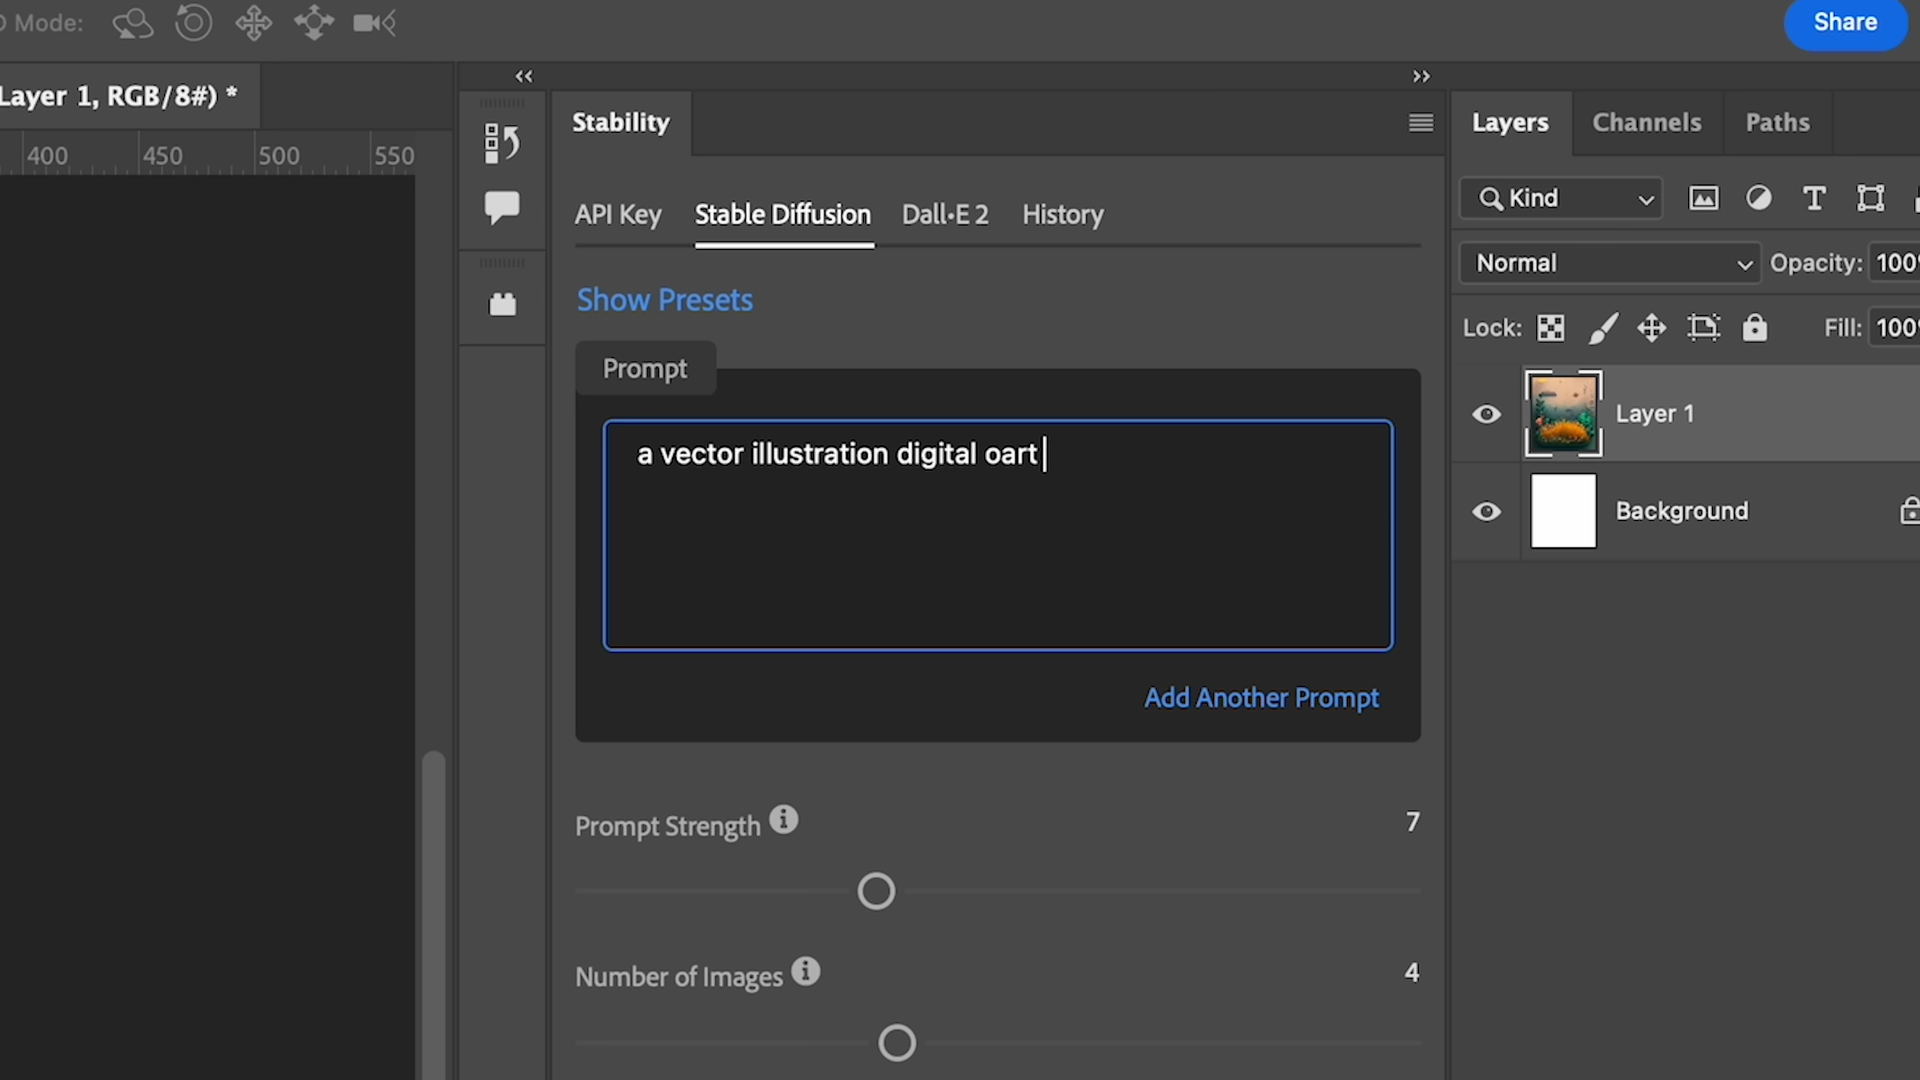 Mode:
Share
Layer 1, RGB/8#) *
400 450 500 550
Stability
API Key Stable Diffusion Dall•E 2 History
Show Presets
Prompt
a vector illustration digital oart
Add Another Prompt
Prompt Strength
7
Number of Images
4
Layers Channels Paths
Kind
Normal Opacity: 100
Lock: Fill: 100
Layer 1
Background